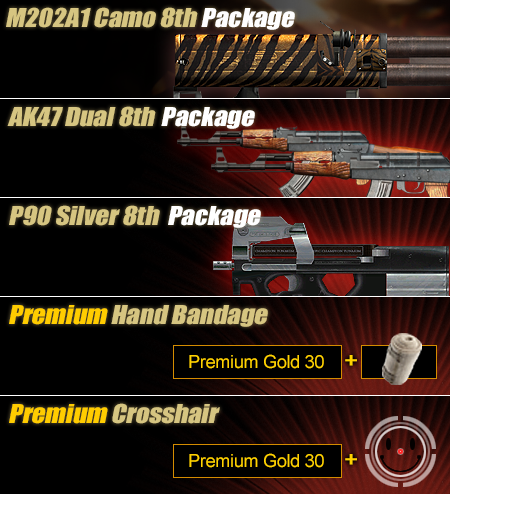 M202A1 Camo 8th Package
AK47 Dual 8th Package
P90 Silver 8th Package
Premium Hand Bandage
Premium Gold 30 +
Premium Crosshair
Premium Gold 30 +